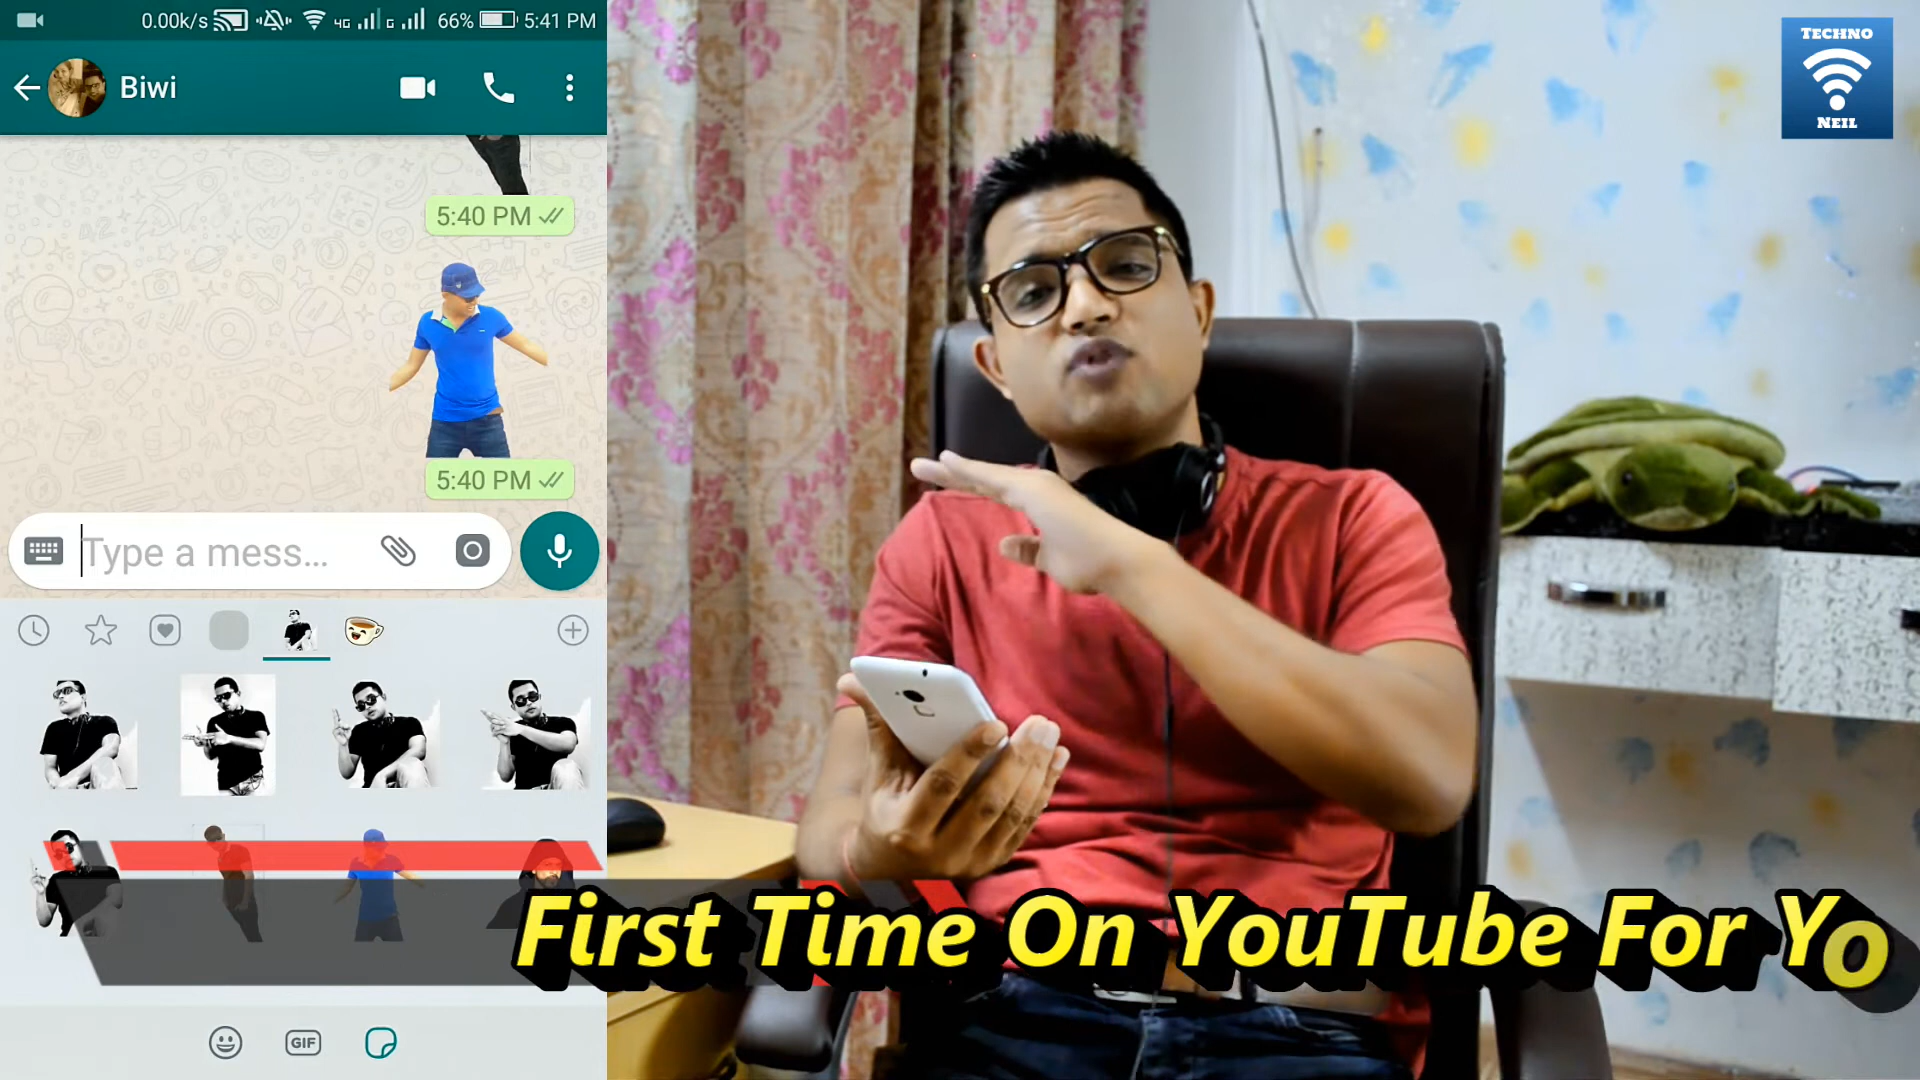 0.00k/s 4G G 66% 5:41 PM
Biwi
5:40 PM
5:40 PM
Type a mess...
GIF
TECHNO
NEIL
First Time On YouTube For Yo